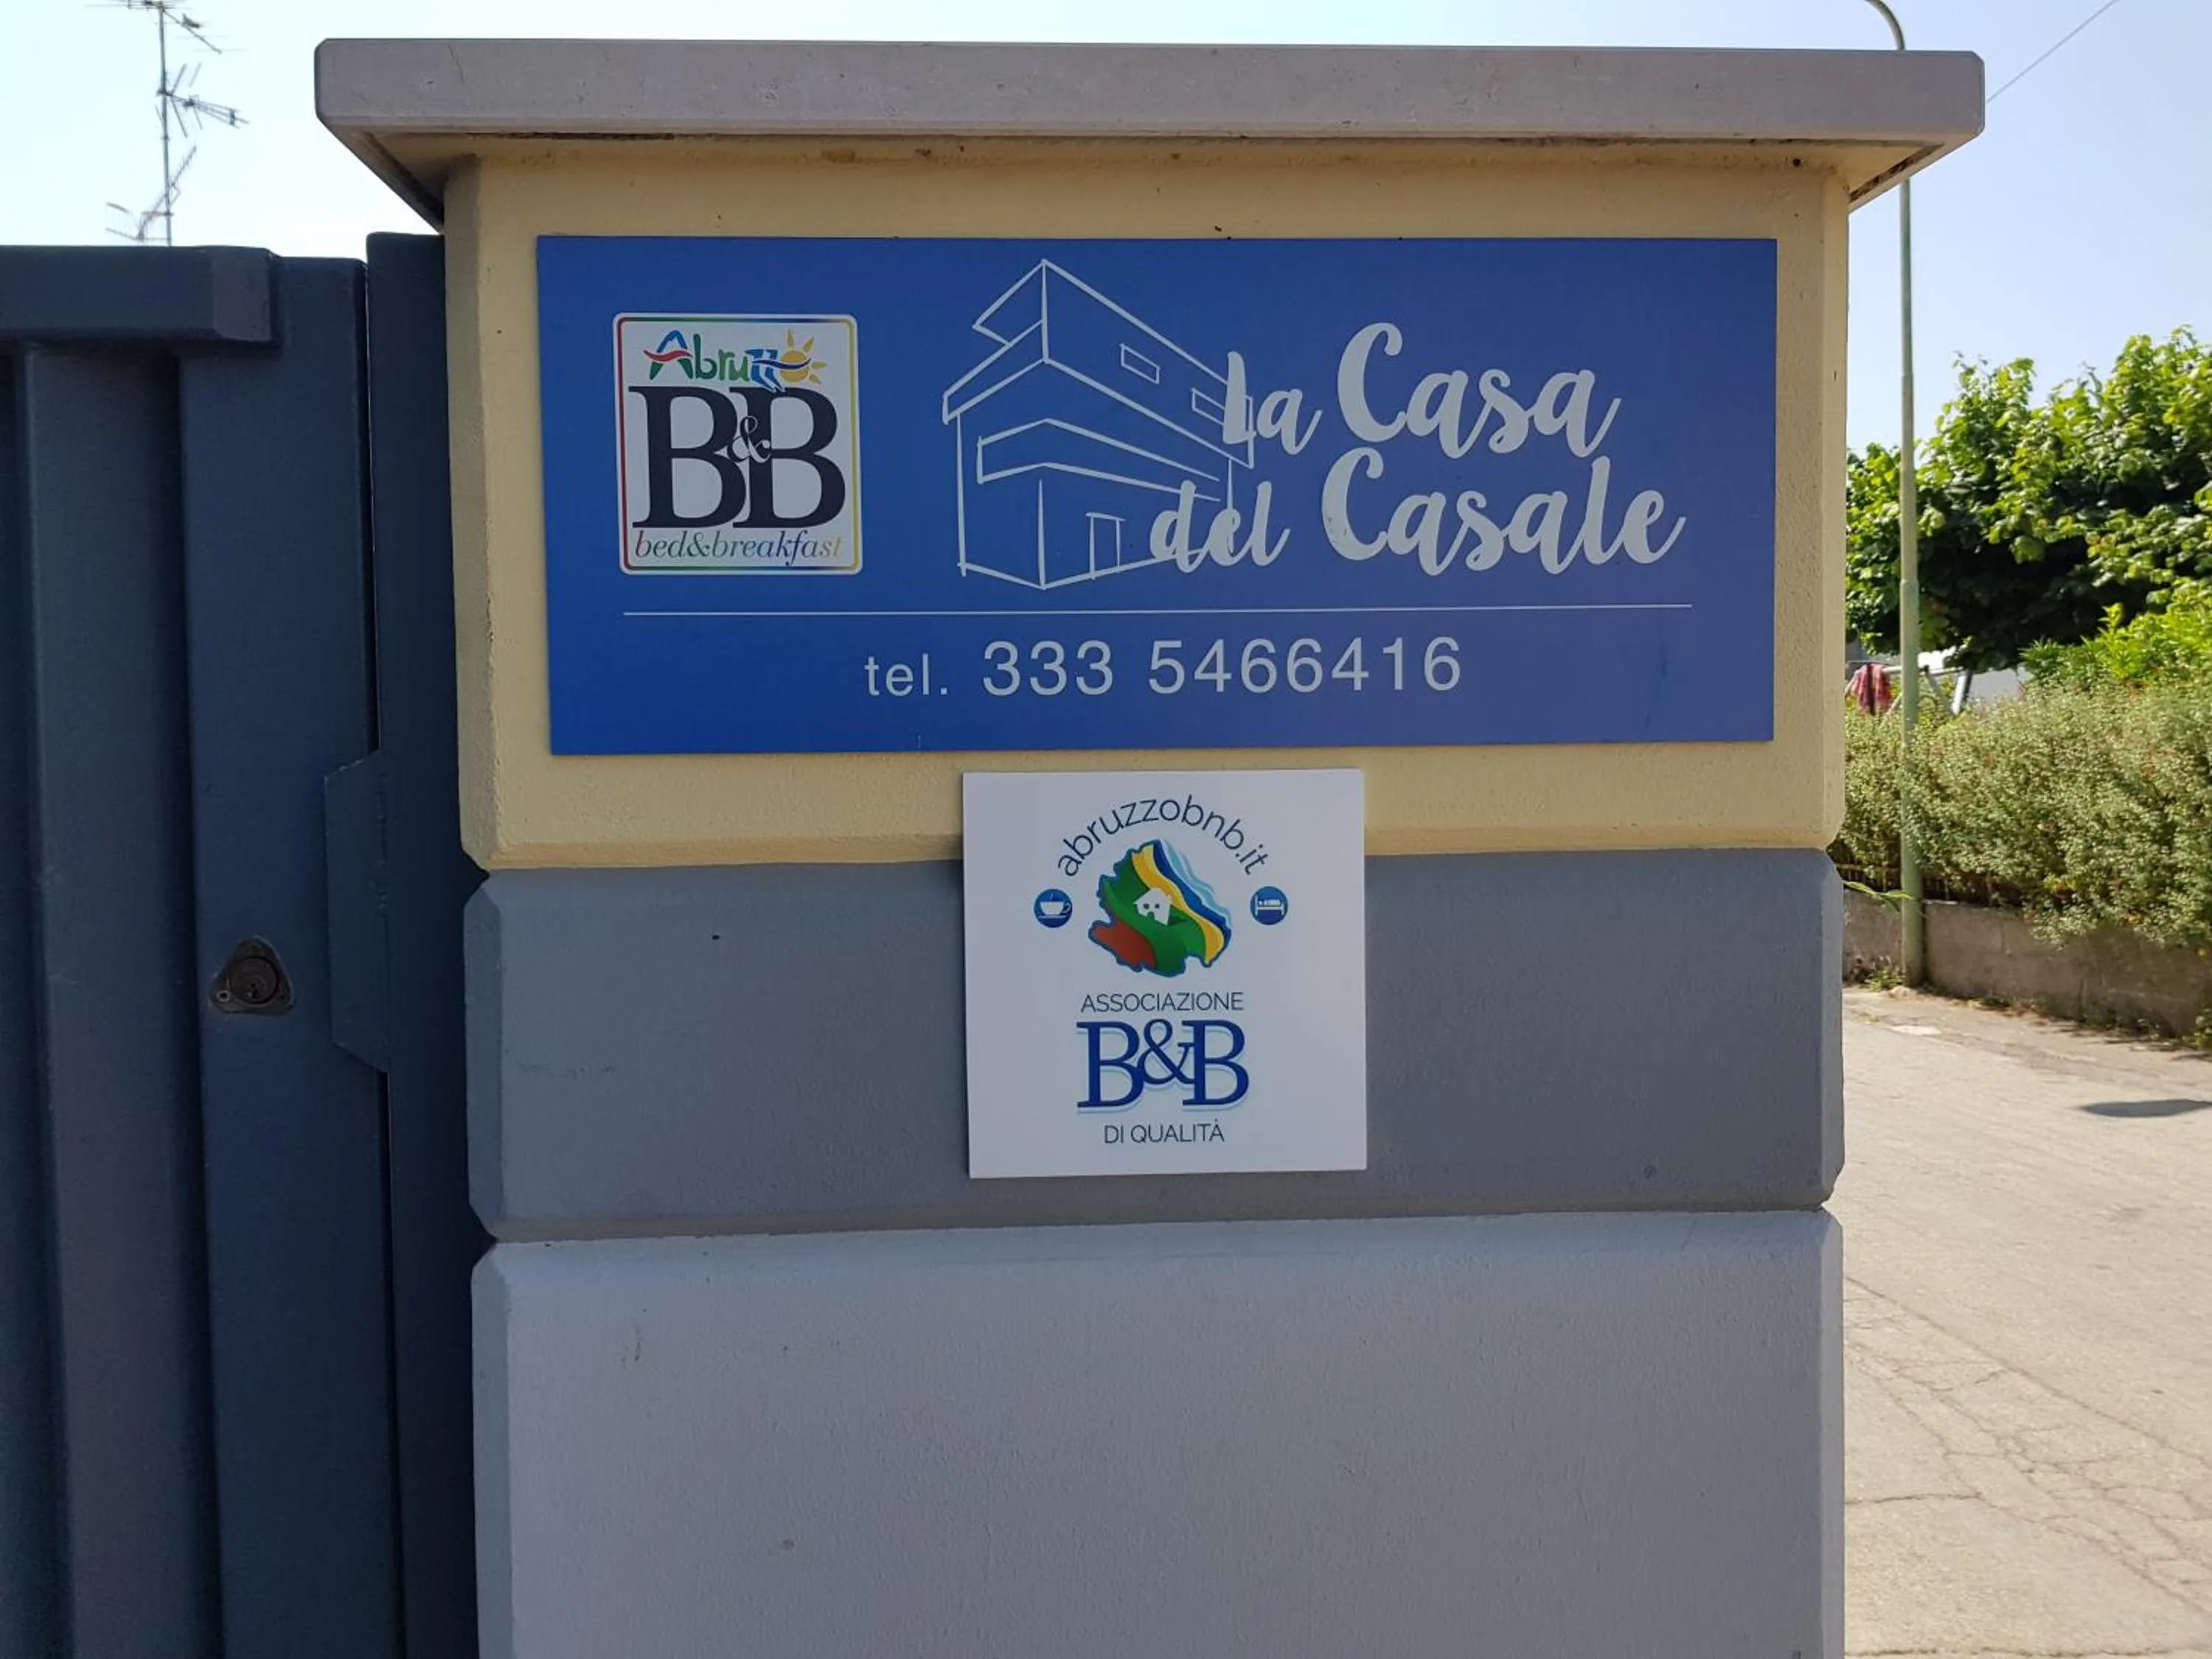 Abruzzo
B&B
bed&breakfast
La Casa
del Casale
tel. 333 5466416
abruzzobnb.it
ASSOCIAZIONE
B&B
DI QUALITÀ